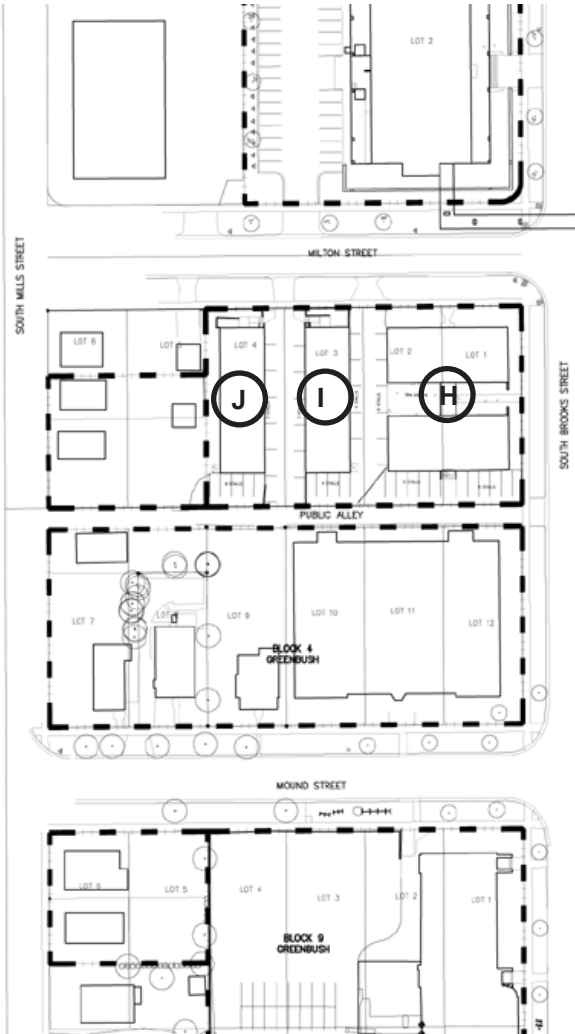 LOT 2
MILTON STREET
SOUTH MILLS STREET
SOUTH BROOKS STREET
LOT 6
LOT
LOT 4
LOT 3
LOT 2
LOT 1
J
I
H
PUBLIC ALLEY
LOT 7
LOT
LOT 9
LOT 10
LOT 11
LOT 12
BLOCK 4
GREENBUSH
MOUND STREET
LOT 5
LOT 4
LOT 3
LOT 2
LOT 1
BLOCK 9
GREENBUSH